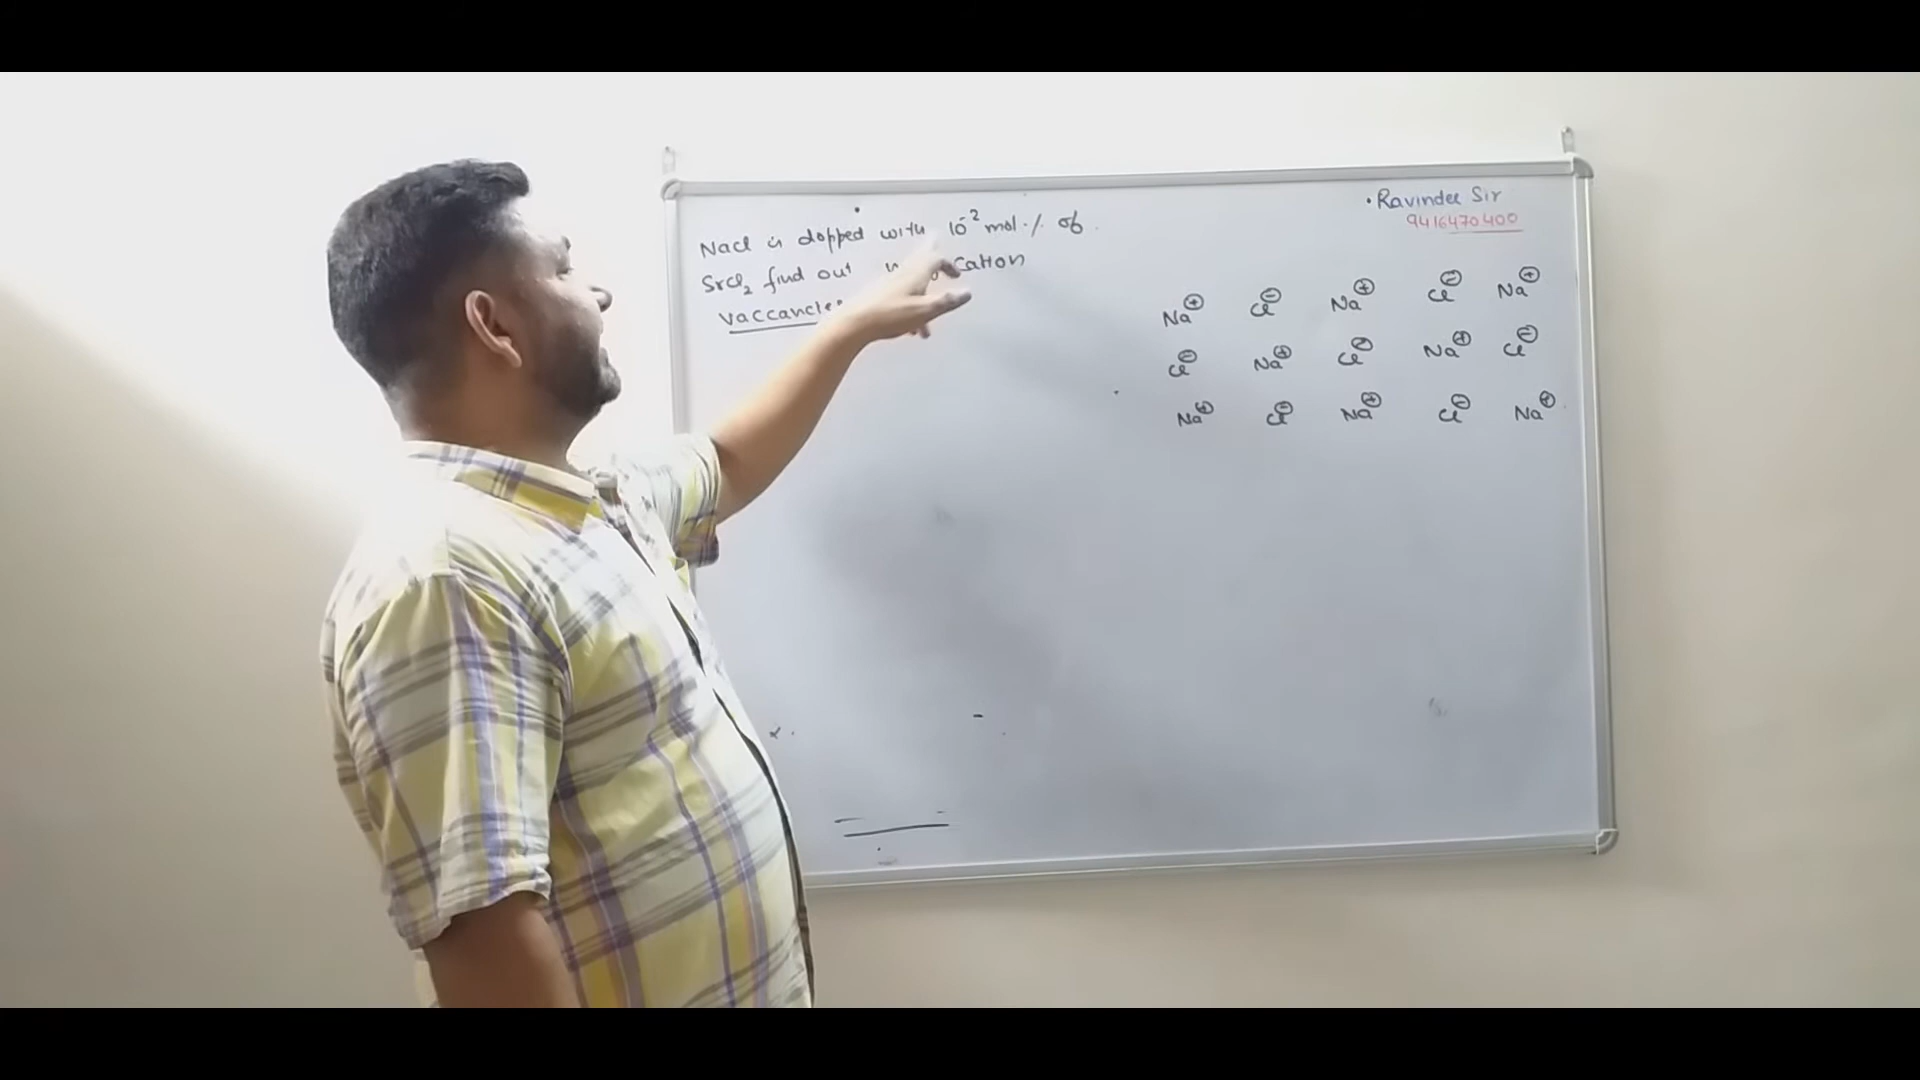 NaCl is dopped with 10⁻² mol % of
SrCl₂ find out cation
vaccancies
• Ravinder Sir
9416470400
Na⊕ Cl⊖ Na⊕ Cl⊖ Na⊕
Cl⊖ Na⊕ Cl⊖ Na⊕ Cl⊖
Na⊕ Cl⊖ Na⊕ Cl⊖ Na⊕